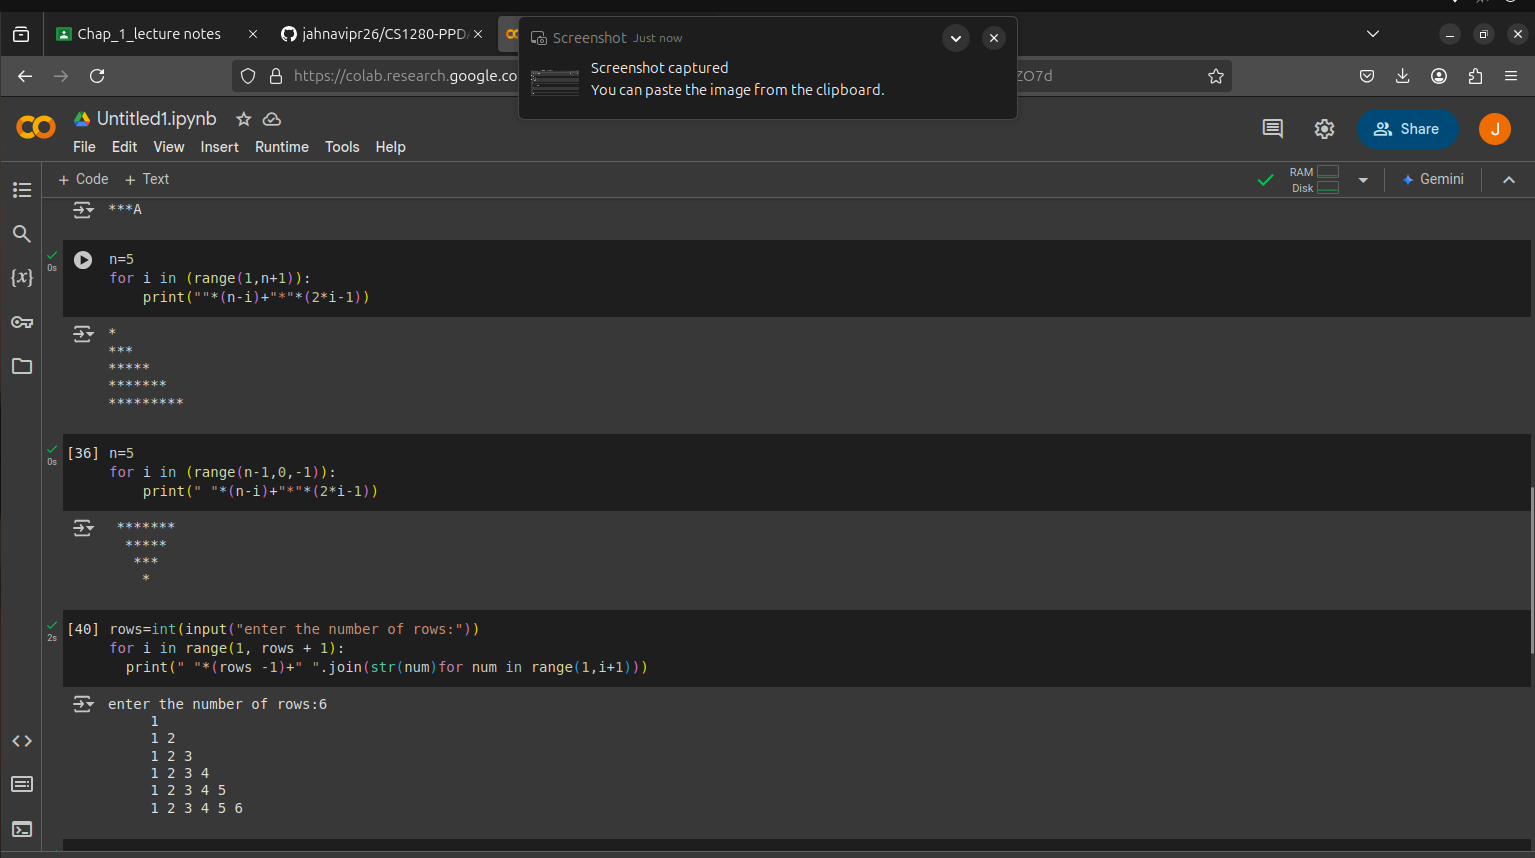 Chap_1_lecture notes
jahnavipr26/CS1280-PPDA
Screenshot Just now
Screenshot captured
You can paste the image from the clipboard.
https://colab.research.google.co
ZO7d
Untitled1.ipynb
File Edit View Insert Runtime Tools Help
Share
J
+ Code + Text
RAM
Disk
Gemini
***A
0s
n=5
for i in (range(1,n+1)):
    print(""*(n-i)+"*"*(2*i-1))
*
***
*****
*******
*********
0s
[36] n=5
for i in (range(n-1,0,-1)):
    print(" "*(n-i)+"*"*(2*i-1))
 *******
  *****
   ***
    *
2s
[40] rows=int(input("enter the number of rows:"))
for i in range(1, rows + 1):
  print(" "*(rows -1)+" ".join(str(num)for num in range(1,i+1)))
enter the number of rows:6
     1
     1 2
     1 2 3
     1 2 3 4
     1 2 3 4 5
     1 2 3 4 5 6